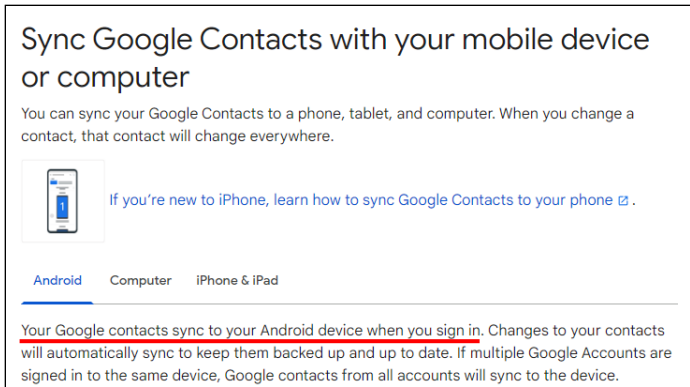 Sync Google Contacts with your mobile device
or computer
You can sync your Google Contacts to a phone, tablet, and computer. When you change a
contact, that contact will change everywhere.
1
If you're new to iPhone, learn how to sync Google Contacts to your phone.
Android Computer iPhone & iPad
Your Google contacts sync to your Android device when you sign in. Changes to your contacts
will automatically sync to keep them backed up and up to date. If multiple Google Accounts are
signed in to the same device, Google contacts from all accounts will sync to the device.